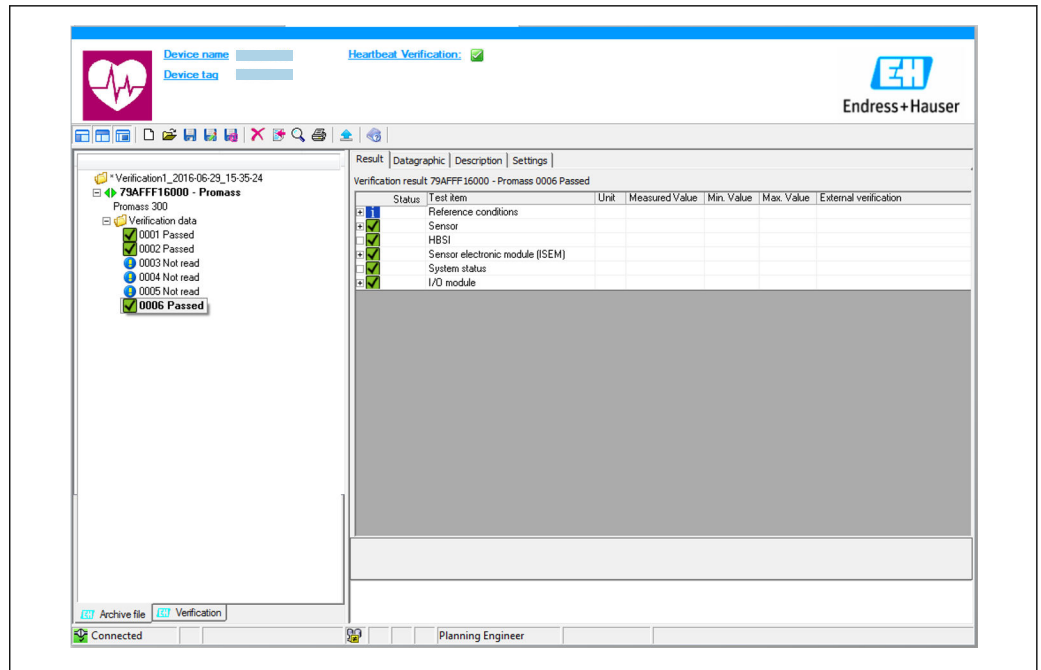 Device name
Heartbeat Verification:
Device tag
EH
Endress+Hauser
Result Datagraphic Description Settings
* Verification1_2016-06-29_15-35-24
79AFFF16000 - Promass
Promass 300
Verification data
0001 Passed
0002 Passed
0003 Not read
0004 Not read
0005 Not read
0006 Passed
Verification result 79AFFF16000 - Promass 0006 Passed
Status Test item Unit Measured Value Min. Value Max. Value External verification
i Reference conditions
Sensor
HBSI
Sensor electronic module (ISEM)
System status
I/O module
EH Archive file EH Verification
Connected Planning Engineer